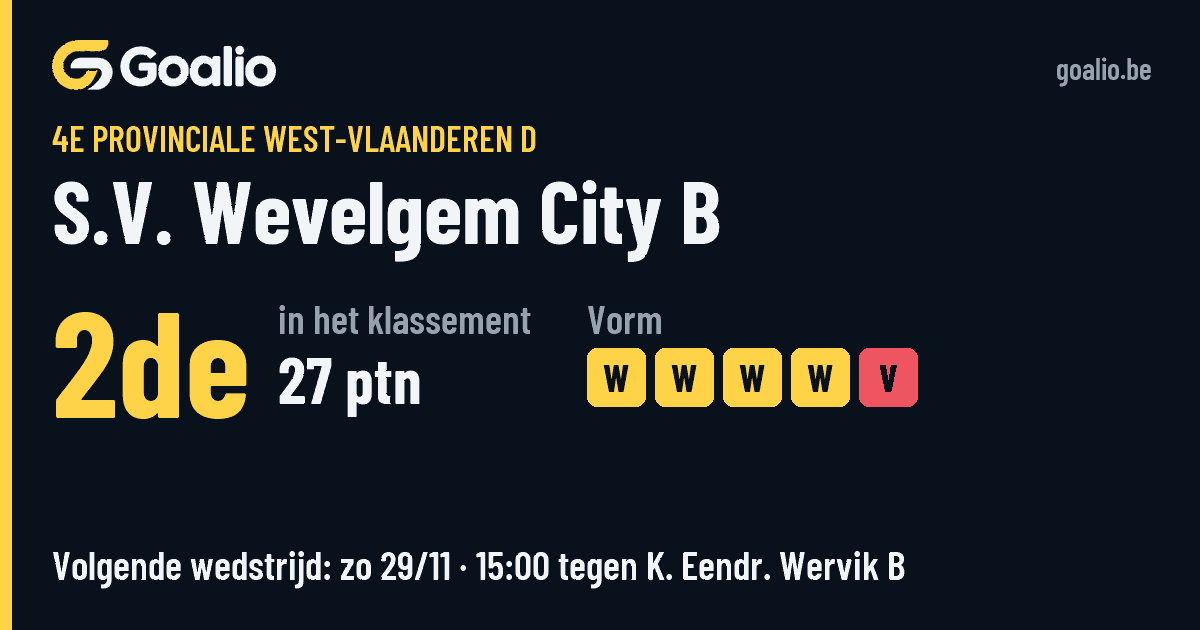 Goalio
goalio.be
4E PROVINCIALE WEST-VLAANDEREN D
S.V. Wevelgem City B
2de
in het klassement
27 ptn
Vorm
W W W W V
Volgende wedstrijd: zo 29/11 · 15:00 tegen K. Eendr. Wervik B